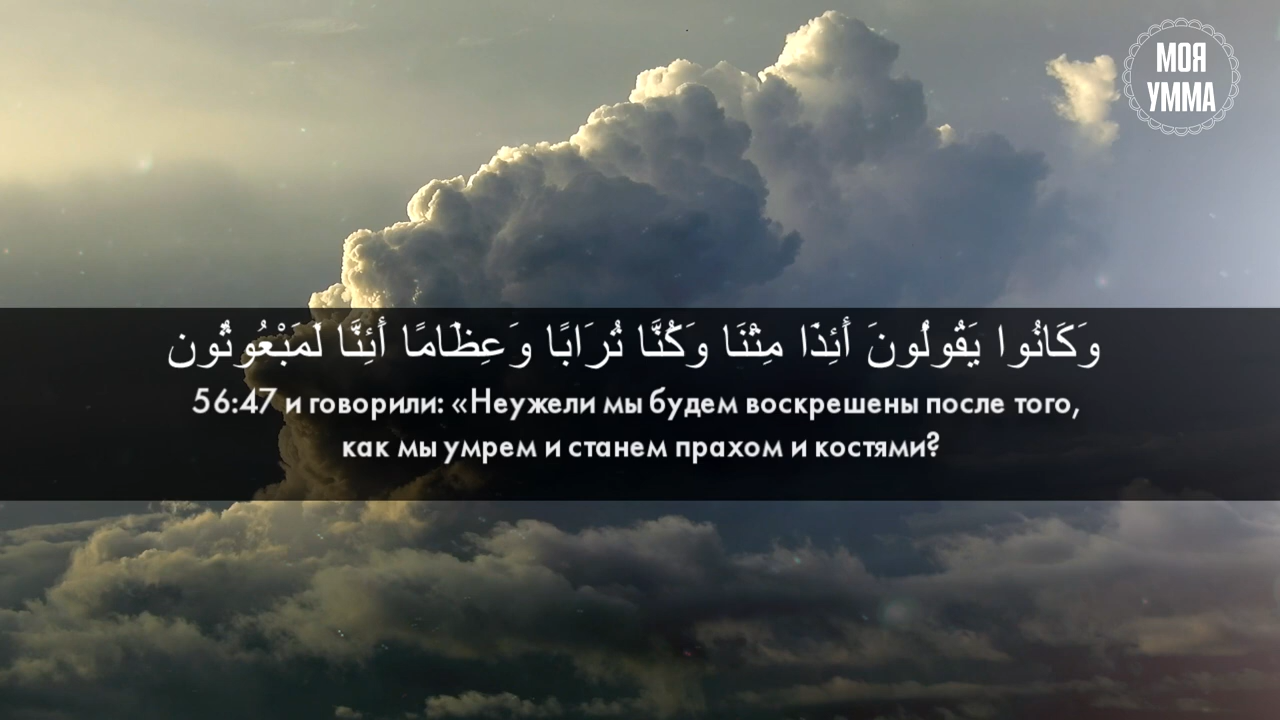 МОЯ
УММА
وَكَانُوا يَقُولُونَ أَئِذَا مِتْنَا وَكُنَّا تُرَابًا وَعِظَامًا أَئِنَّا لَمَبْعُوثُون
56:47 и говорили: «Неужели мы будем воскрешены после того,
как мы умрем и станем прахом и костями?